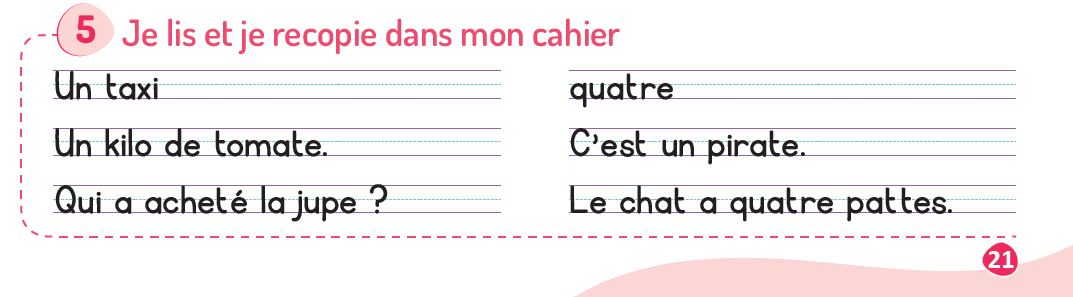 5 Je lis et je recopie dans mon cahier
Un taxi
Un kilo de tomate.
Qui a acheté la jupe ?
quatre
C'est un pirate.
Le chat a quatre pattes.
21